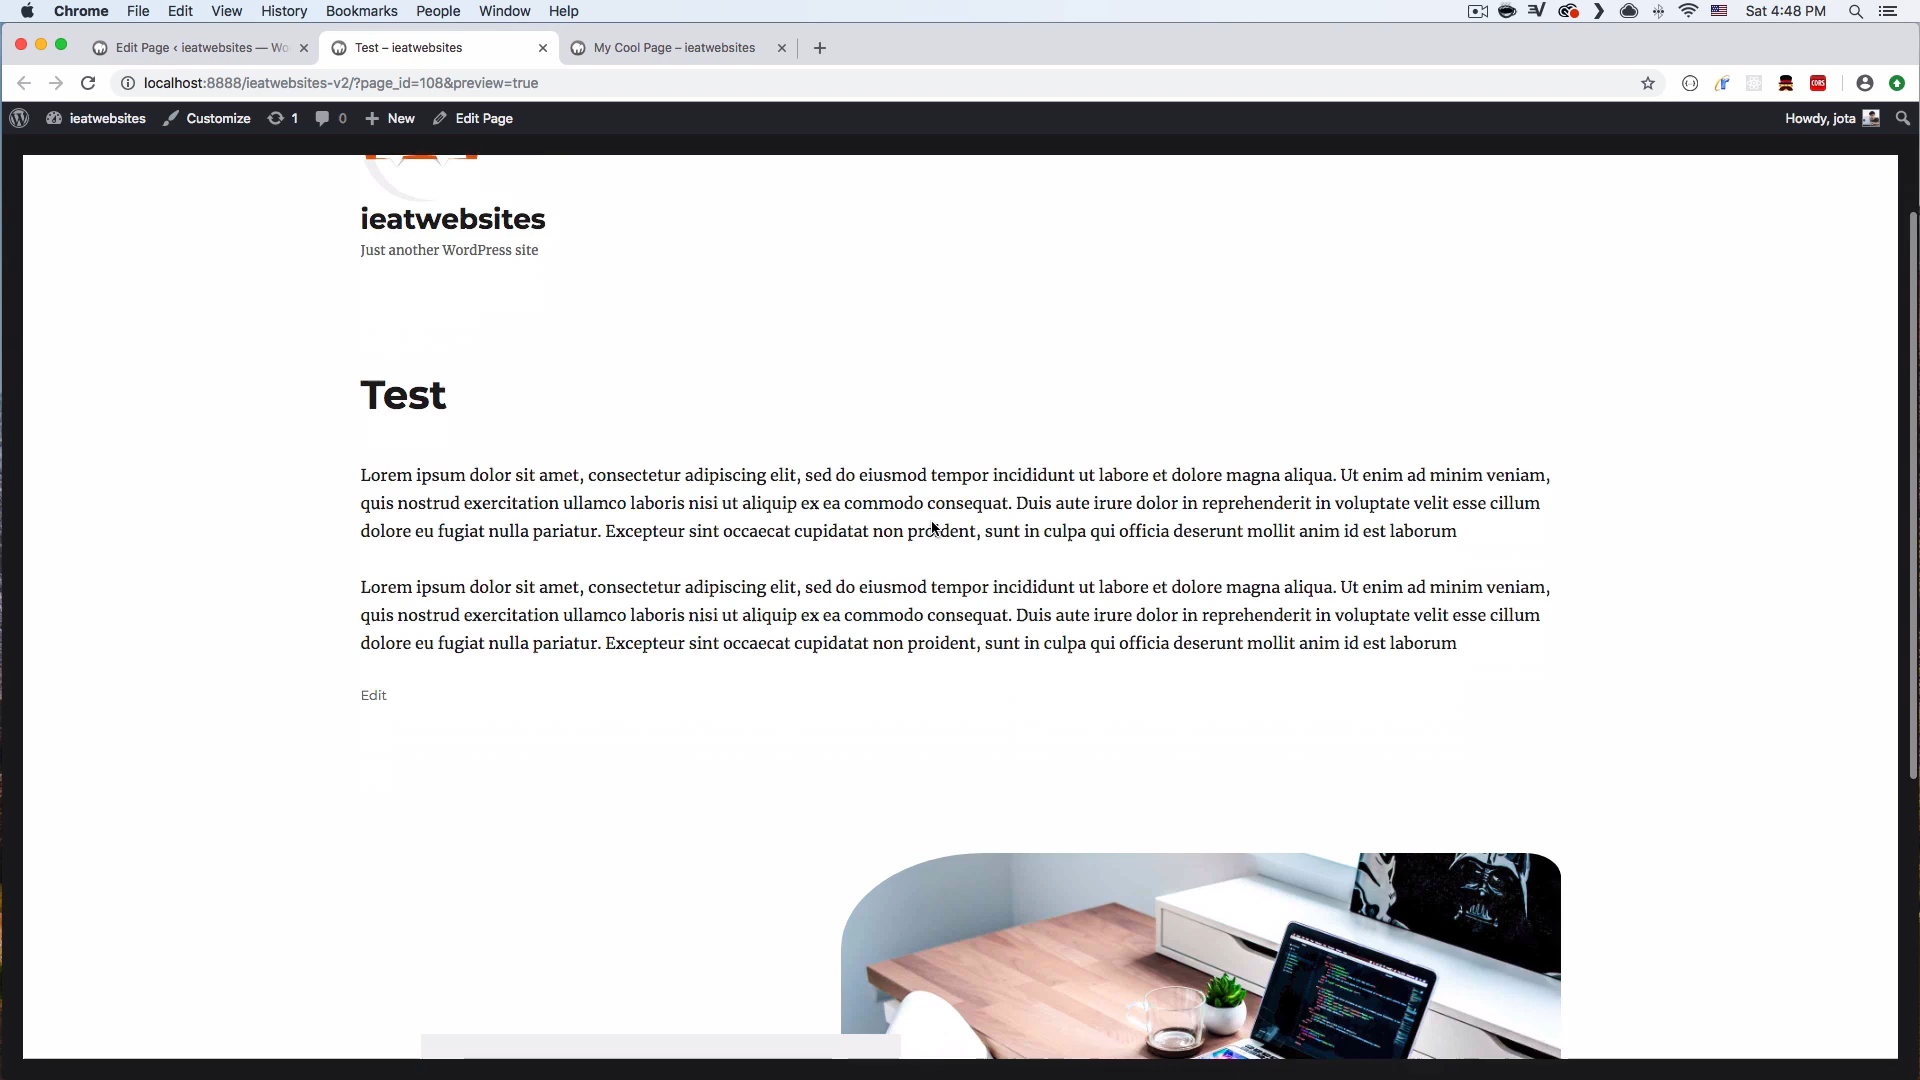 Chrome File Edit View History Bookmarks People Window Help Sat 4:48 PM
Edit Page ‹ ieatwebsites — Wo
Test – ieatwebsites
My Cool Page – ieatwebsites
localhost:8888/ieatwebsites-v2/?page_id=108&preview=true
CORS
ieatwebsites Customize 1 0 New Edit Page Howdy, jota
ieatwebsites
Just another WordPress site
Test
Lorem ipsum dolor sit amet, consectetur adipiscing elit, sed do eiusmod tempor incididunt ut labore et dolore magna aliqua. Ut enim ad minim veniam,
quis nostrud exercitation ullamco laboris nisi ut aliquip ex ea commodo consequat. Duis aute irure dolor in reprehenderit in voluptate velit esse cillum
dolore eu fugiat nulla pariatur. Excepteur sint occaecat cupidatat non proident, sunt in culpa qui officia deserunt mollit anim id est laborum
Lorem ipsum dolor sit amet, consectetur adipiscing elit, sed do eiusmod tempor incididunt ut labore et dolore magna aliqua. Ut enim ad minim veniam,
quis nostrud exercitation ullamco laboris nisi ut aliquip ex ea commodo consequat. Duis aute irure dolor in reprehenderit in voluptate velit esse cillum
dolore eu fugiat nulla pariatur. Excepteur sint occaecat cupidatat non proident, sunt in culpa qui officia deserunt mollit anim id est laborum
Edit